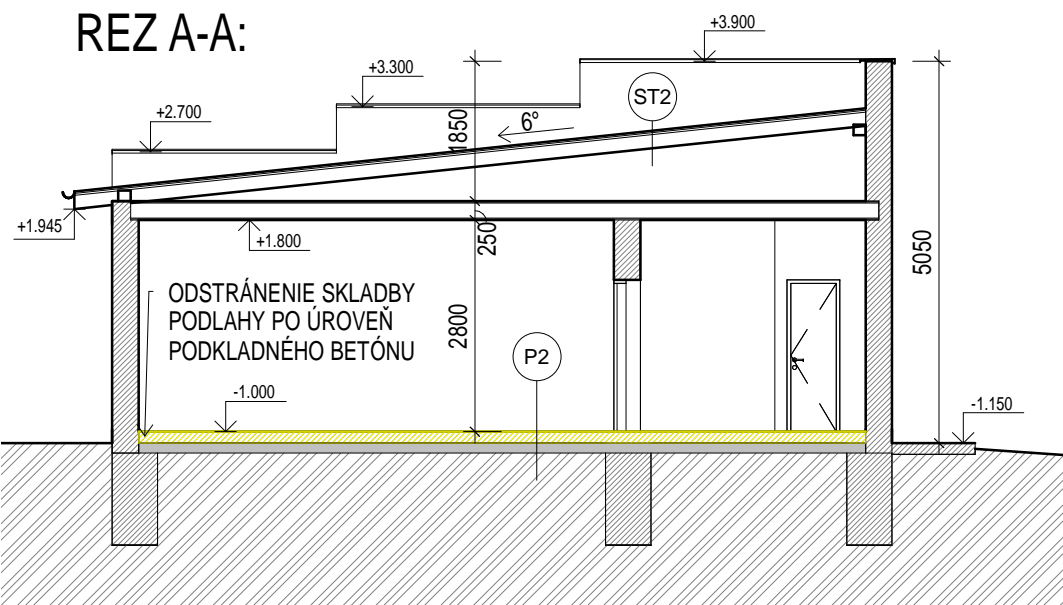 REZ A-A:
+3.900
+3.300
+2.700
ST2
6°
1850
+1.945
+1.800
250
5050
ODSTRÁNENIE SKLADBY
PODLAHY PO ÚROVEŇ
PODKLADNÉHO BETÓNU
2800
P2
-1.000
-1.150